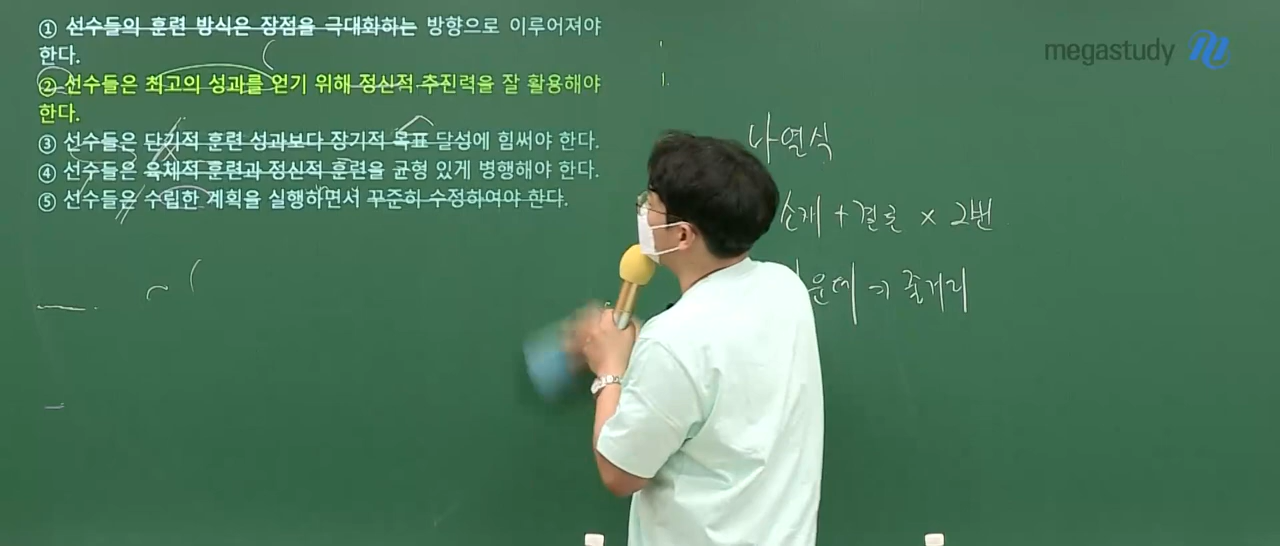 ① 선수들의 훈련 방식은 장점을 극대화하는 방향으로 이루어져야
한다.
② 선수들은 최고의 성과를 얻기 위해 정신적 추진력을 잘 활용해야
한다.
③ 선수들은 단기적 훈련 성과보다 장기적 목표 달성에 힘써야 한다.
④ 선수들은 육체적 훈련과 정신적 훈련을 균형 있게 병행해야 한다.
⑤ 선수들은 수립한 계획을 실행하면서 꾸준히 수정하여야 한다.
megastudy
나열식
소재 + 결론 × 2번
줄거리